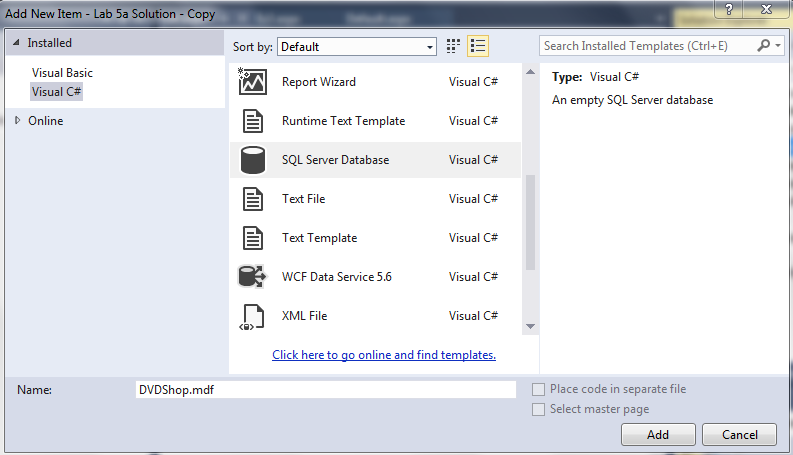 Add New Item - Lab 5a Solution - Copy
Installed
Visual Basic
Visual C#
Online
Sort by: Default
Search Installed Templates (Ctrl+E)
Report Wizard Visual C#
Runtime Text Template Visual C#
SQL Server Database Visual C#
Text File Visual C#
Text Template Visual C#
WCF Data Service 5.6 Visual C#
XML File Visual C#
Click here to go online and find templates.
Type: Visual C#
An empty SQL Server database
Name: DVDShop.mdf
Place code in separate file
Select master page
Add Cancel